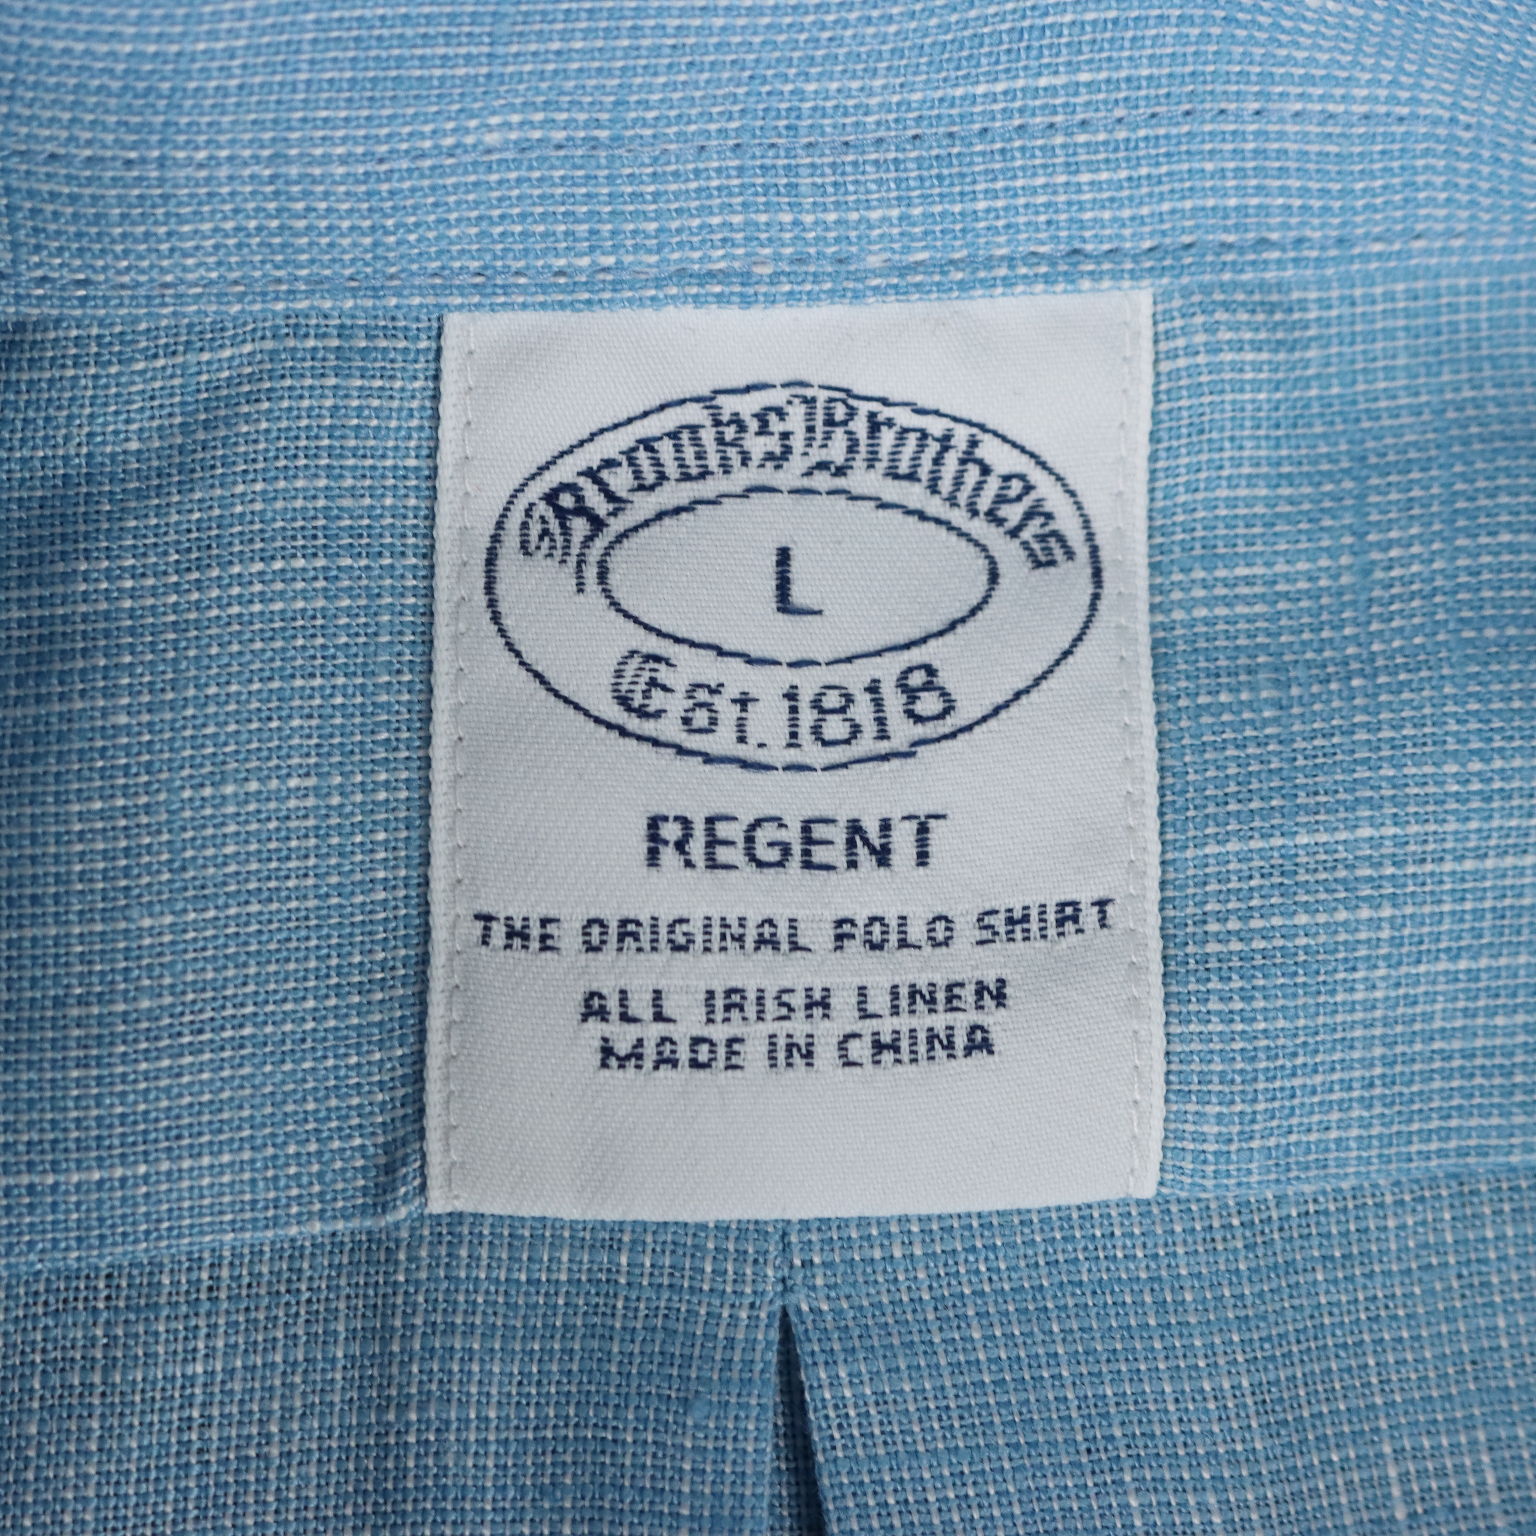 Brooks Brothers
L
Est. 1818
REGENT
THE ORIGINAL POLO SHIRT
ALL IRISH LINEN
MADE IN CHINA